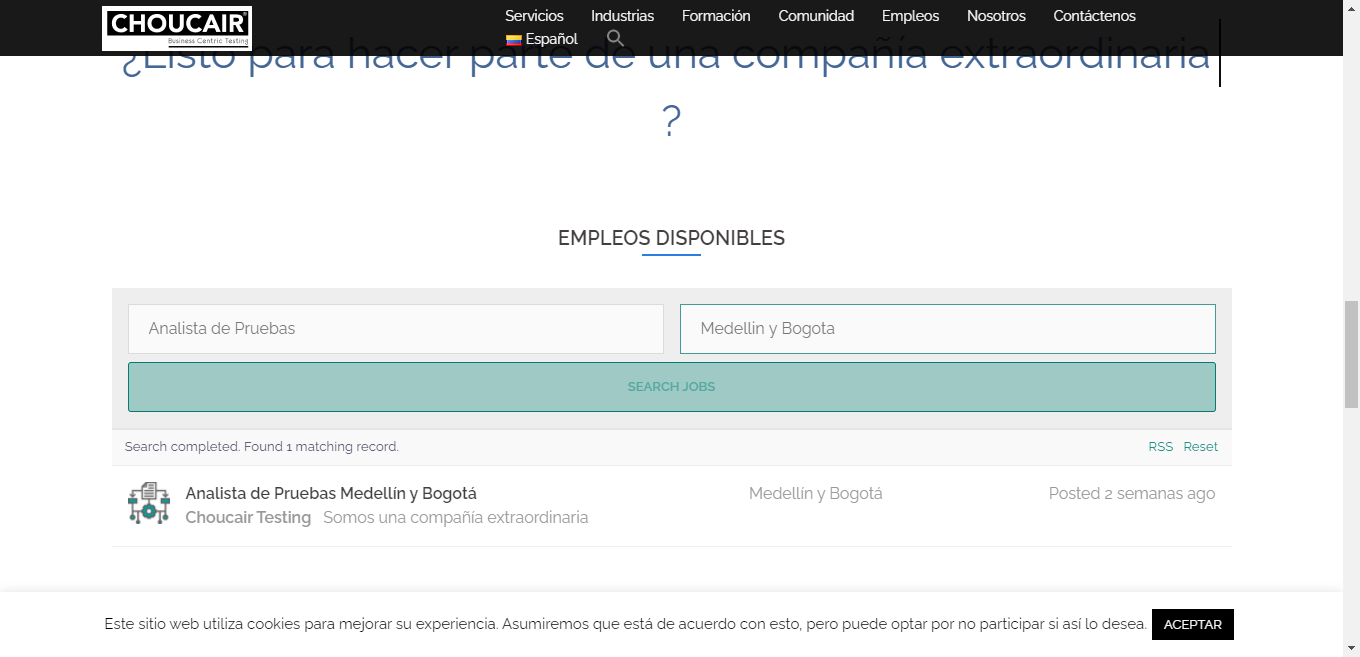 CHOUCAIR®
Business Centric Testing
Servicios Industrias Formación Comunidad Empleos Nosotros Contáctenos
Español
¿Listo para hacer parte de una compañía extraordinaria
?
EMPLEOS DISPONIBLES
Analista de Pruebas
Medellin y Bogota
SEARCH JOBS
Search completed. Found 1 matching record.
RSS Reset
Analista de Pruebas Medellín y Bogotá
Medellín y Bogotá
Posted 2 semanas ago
Choucair Testing Somos una compañía extraordinaria
Este sitio web utiliza cookies para mejorar su experiencia. Asumiremos que está de acuerdo con esto, pero puede optar por no participar si así lo desea. ACEPTAR